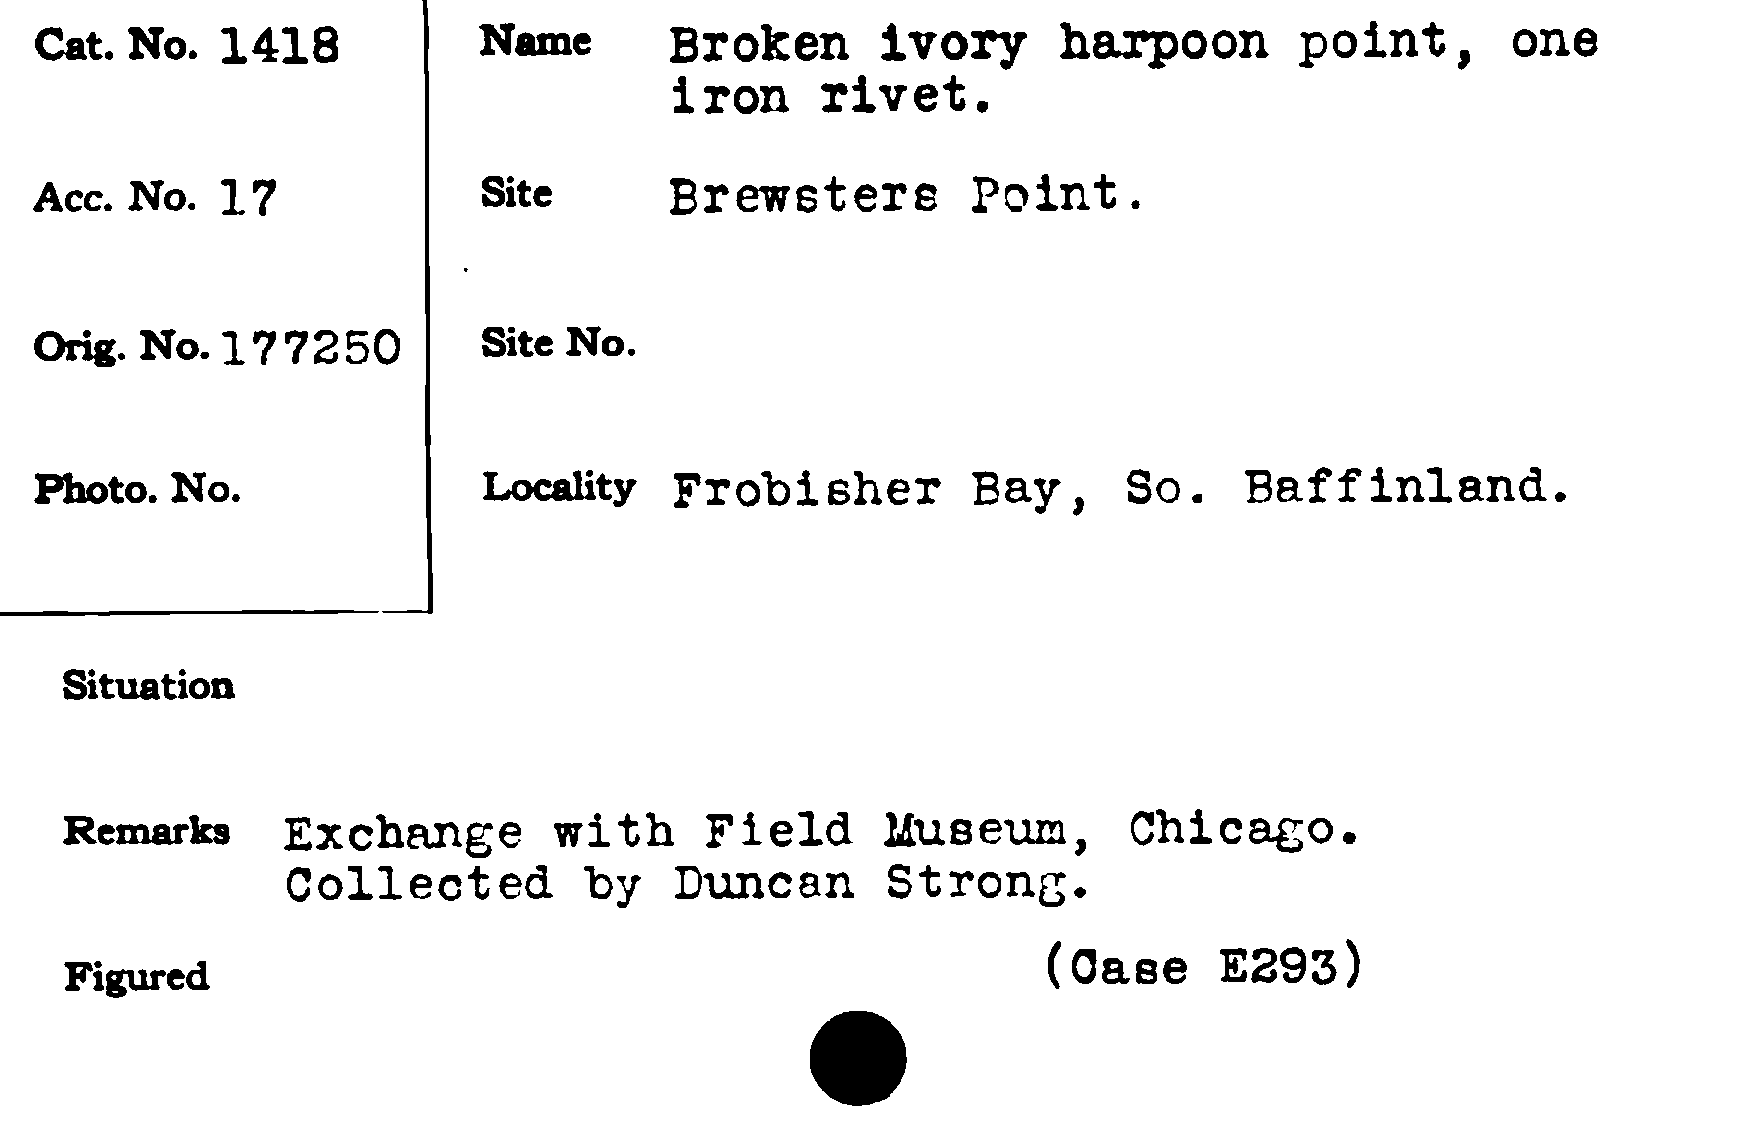 Cat. No. 1418
Name Broken ivory harpoon point, one
iron rivet.
Acc. No. 17
Site Brewsters Point.
Orig. No. 177250
Site No.
Photo. No.
Locality Frobisher Bay, So. Baffinland.
Situation
Remarks Exchange with Field Museum, Chicago.
Collected by Duncan Strong.
Figured
(Case E293)